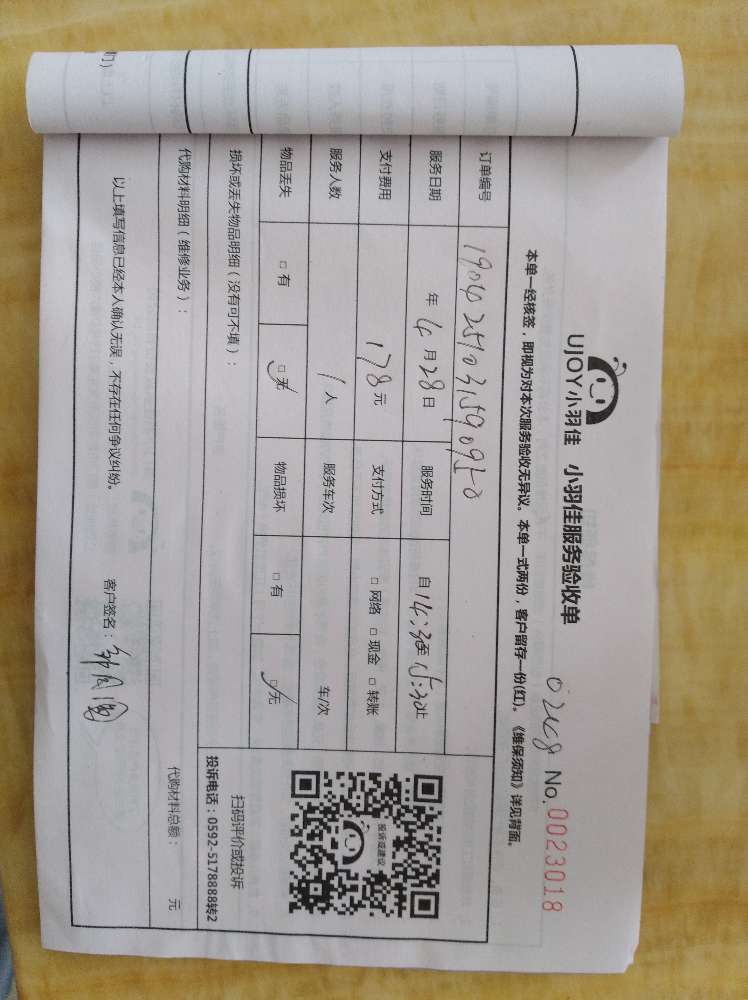 UJOY小羽佳 小羽佳服务验收单
No. 0023018
本单一经核签，即视为对本次服务验收无异议。本单一式两份，客户留存一份(红)。《维保须知》详见背面。
订单编号
服务日期 年 4 月 28 日 服务时间 自 14:30 至 15:30 止
支付费用 178 元 支付方式 □ 网络 □ 现金 □ 转账
服务人数 1 人 服务车次 车/次
物品丢失 □ 有 □ 无 物品损坏 □ 有 □ 无
投诉或建议
扫码评价或投诉
投诉电话：0592-5178888转2
损坏或丢失物品明细（没有可不填）：
代购材料明细（维修业务）： 代购材料总额： 元
以上填写信息已经本人确认无误，不存在任何争议纠纷。
客户签名：